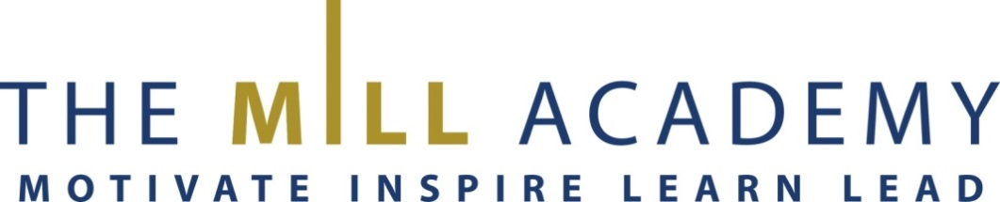 THE MILL ACADEMY
MOTIVATE INSPIRE LEARN LEAD